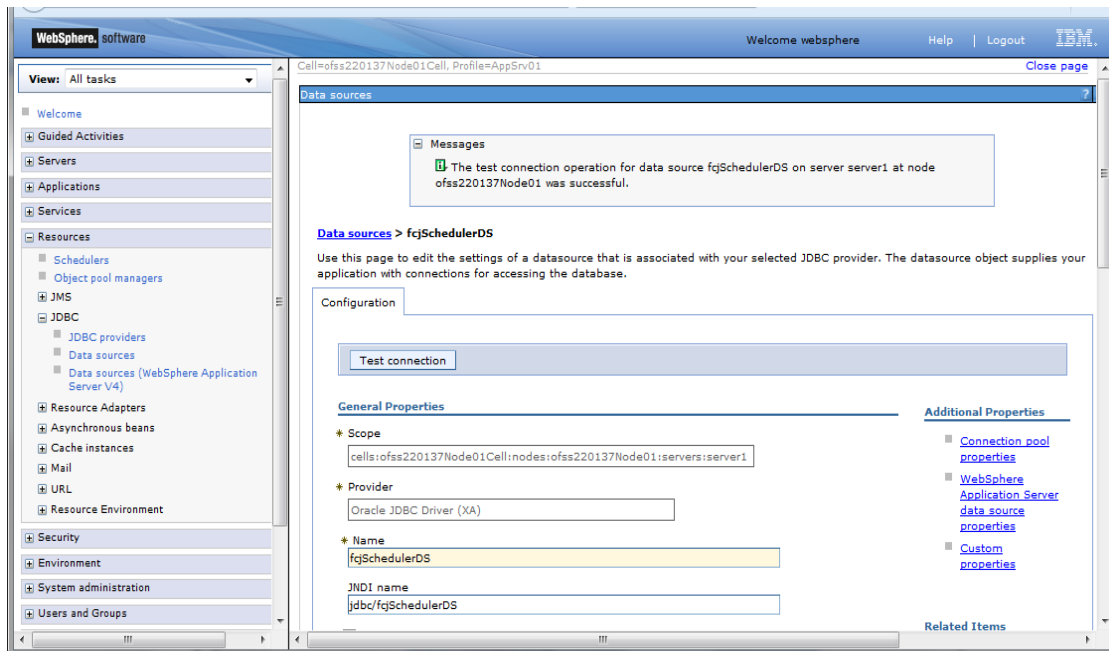 WebSphere. software
Welcome websphere
Help | Logout
IBM.
View: All tasks
Welcome
Guided Activities
Servers
Applications
Services
Resources
Schedulers
Object pool managers
JMS
JDBC
JDBC providers
Data sources
Data sources (WebSphere Application
Server V4)
Resource Adapters
Asynchronous beans
Cache instances
Mail
URL
Resource Environment
Security
Environment
System administration
Users and Groups
Cell=ofss220137Node01Cell, Profile=AppSrv01
Close page
Data sources
?
Messages
The test connection operation for data source fcjSchedulerDS on server server1 at node
ofss220137Node01 was successful.
Data sources > fcjSchedulerDS
Use this page to edit the settings of a datasource that is associated with your selected JDBC provider. The datasource object supplies your
application with connections for accessing the database.
Configuration
Test connection
General Properties
* Scope
cells:ofss220137Node01Cell:nodes:ofss220137Node01:servers:server1
* Provider
Oracle JDBC Driver (XA)
* Name
fcjSchedulerDS
JNDI name
jdbc/fcjSchedulerDS
Additional Properties
Connection pool
properties
WebSphere
Application Server
data source
properties
Custom
properties
Related Items